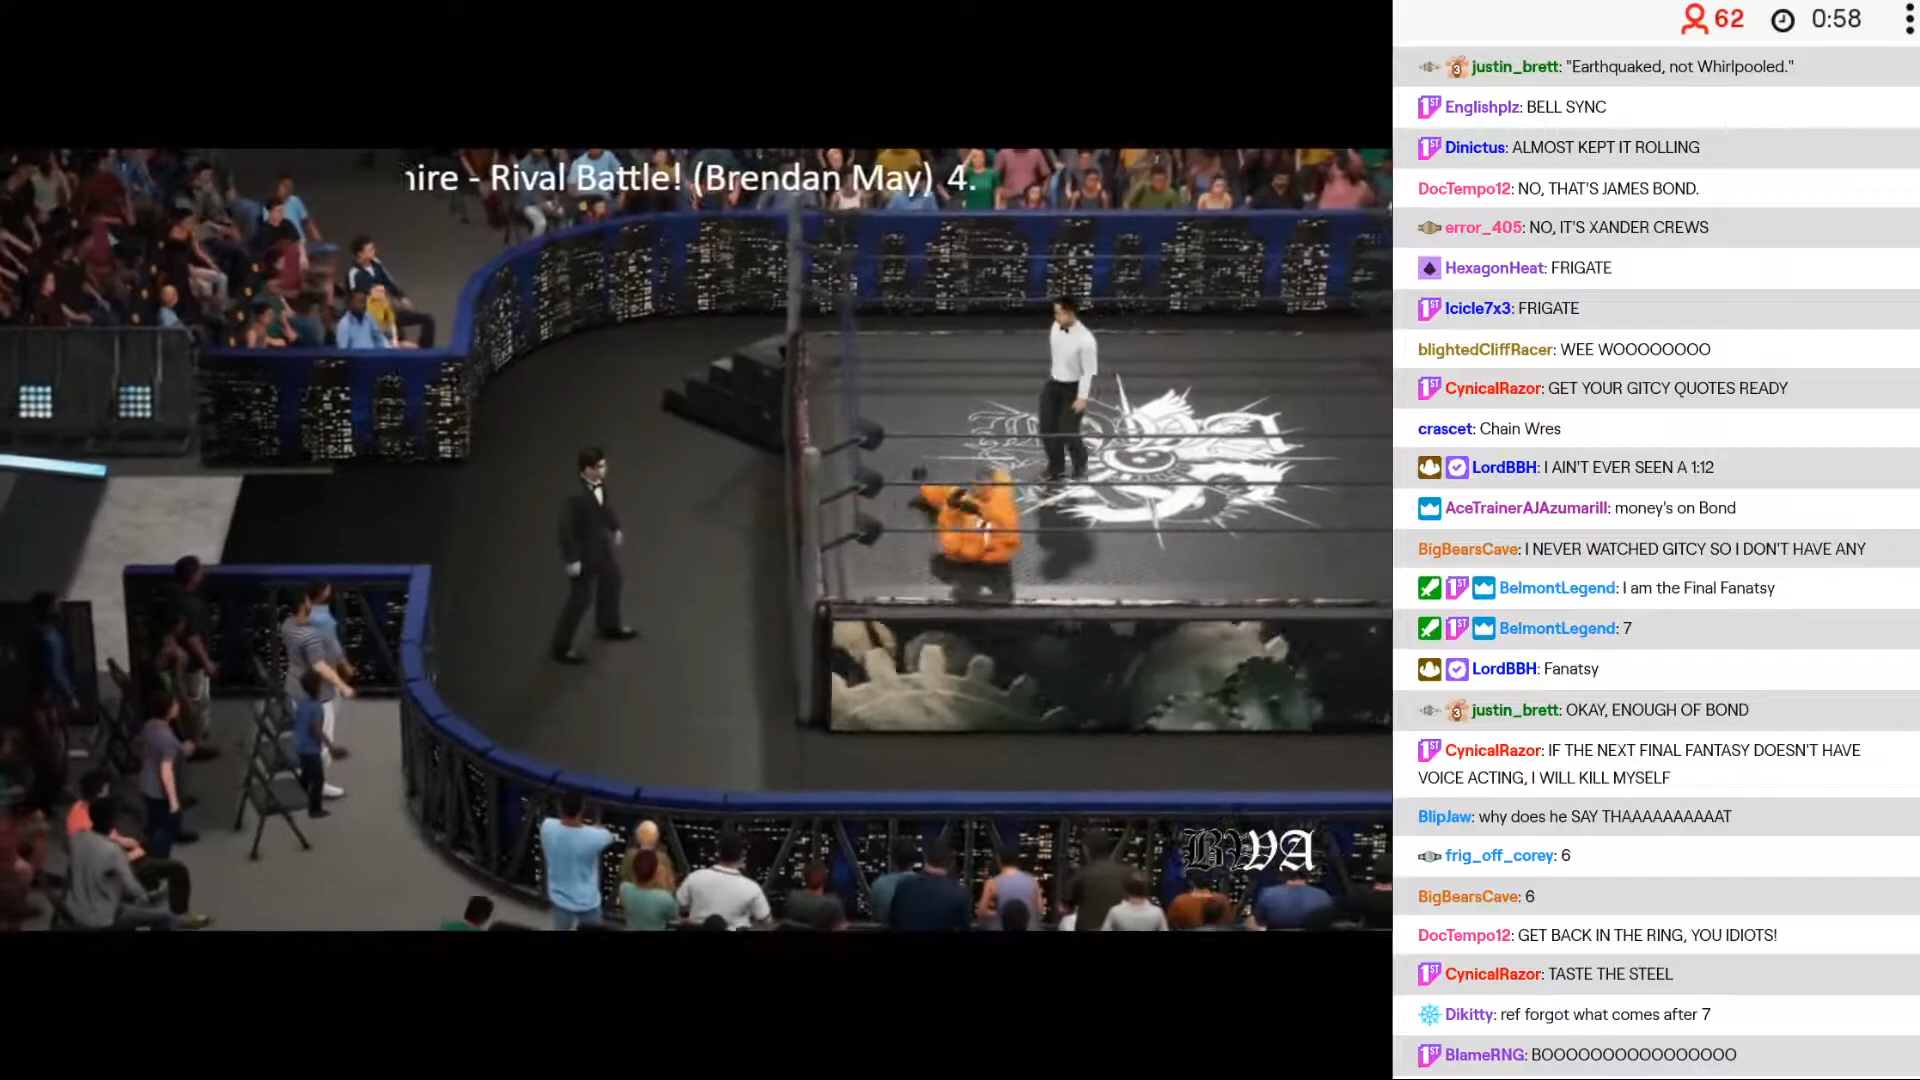 62 0:58
hire - Rival Battle! (Brendan May) 4.
justin_brett: "Earthquaked, not Whirlpooled."
Englishplz: BELL SYNC
Dinictus: ALMOST KEPT IT ROLLING
DocTempo12: NO, THAT'S JAMES BOND.
error_405: NO, IT'S XANDER CREWS
HexagonHeat: FRIGATE
Icicle7x3: FRIGATE
blightedCliffRacer: WEE WOOOOOOOO
CynicalRazor: GET YOUR GITCY QUOTES READY
crascet: Chain Wres
LordBBH: I AIN'T EVER SEEN A 1:12
AceTrainerAJAzumarill: money's on Bond
BigBearsCave: I NEVER WATCHED GITCY SO I DON'T HAVE ANY
BelmontLegend: I am the Final Fanatsy
BelmontLegend: 7
LordBBH: Fanatsy
justin_brett: OKAY, ENOUGH OF BOND
CynicalRazor: IF THE NEXT FINAL FANTASY DOESN'T HAVE
VOICE ACTING, I WILL KILL MYSELF
BlipJaw: why does he SAY THAAAAAAAAAT
frig_off_corey: 6
BigBearsCave: 6
DocTempo12: GET BACK IN THE RING, YOU IDIOTS!
CynicalRazor: TASTE THE STEEL
Dikitty: ref forgot what comes after 7
BlameRNG: BOOOOOOOOOOOOOOOO